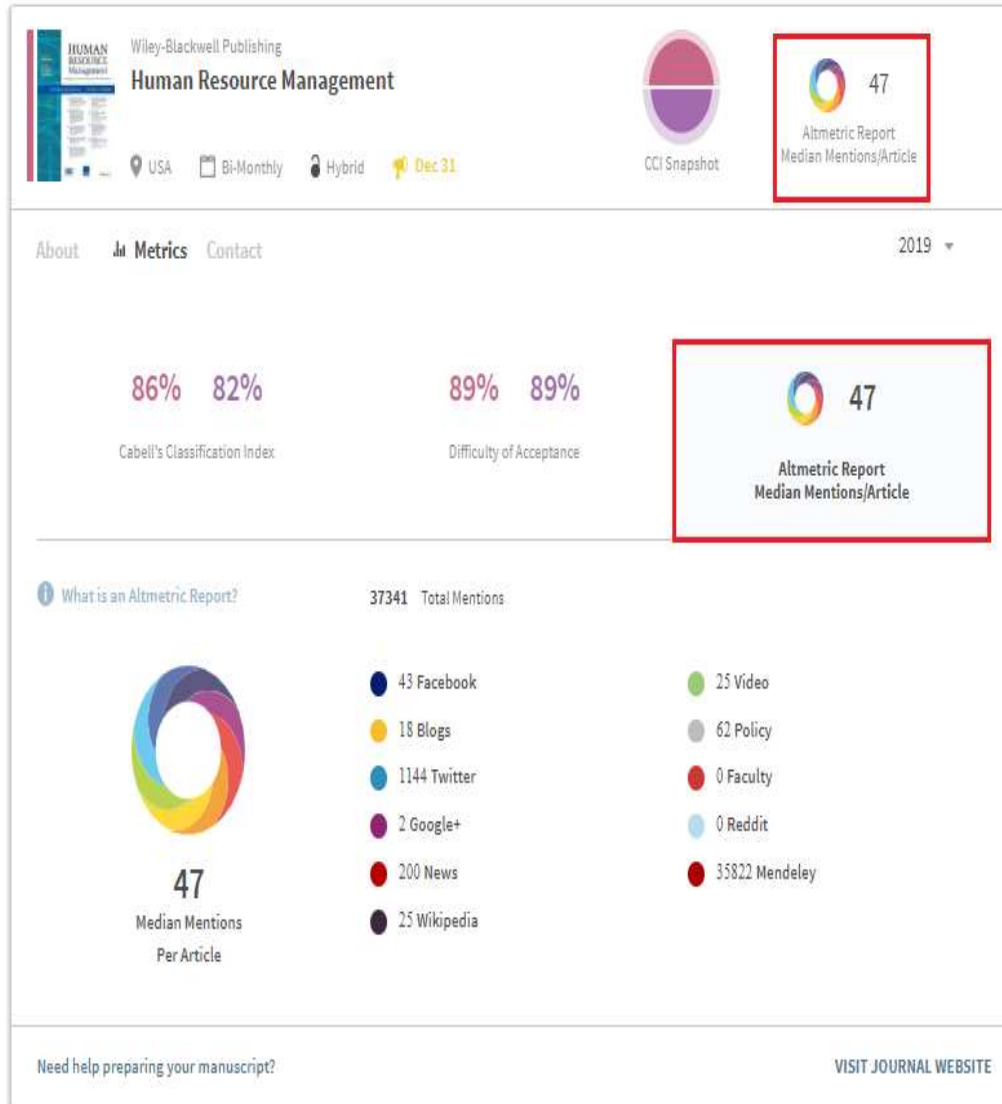 HUMAN
RESOURCE
Management
Wiley-Blackwell Publishing
Human Resource Management
USA Bi-Monthly Hybrid Dec 31
CCI Snapshot
47
Altmetric Report
Median Mentions/Article
About Metrics Contact
2019
86% 82%
Cabell's Classification Index
89% 89%
Difficulty of Acceptance
47
Altmetric Report
Median Mentions/Article
What is an Altmetric Report?
37341 Total Mentions
47
Median Mentions
Per Article
43 Facebook
18 Blogs
1144 Twitter
2 Google+
200 News
25 Wikipedia
25 Video
62 Policy
0 Faculty
0 Reddit
35822 Mendeley
Need help preparing your manuscript?
VISIT JOURNAL WEBSITE